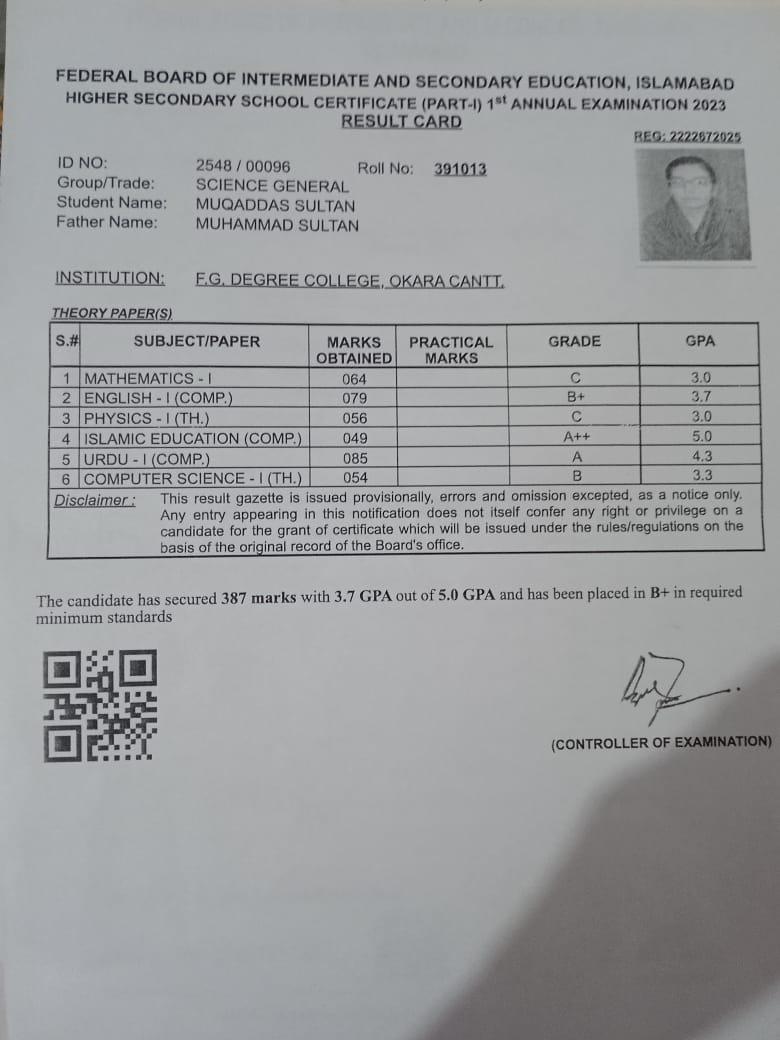 FEDERAL BOARD OF INTERMEDIATE AND SECONDARY EDUCATION, ISLAMABAD
HIGHER SECONDARY SCHOOL CERTIFICATE (PART-I) 1st ANNUAL EXAMINATION 2023
RESULT CARD
REG: 2222672025
ID NO: 2548 / 00096 Roll No: 391013
Group/Trade: SCIENCE GENERAL
Student Name: MUQADDAS SULTAN
Father Name: MUHAMMAD SULTAN
INSTITUTION: F.G. DEGREE COLLEGE, OKARA CANTT.
THEORY PAPER(S)
S.# SUBJECT/PAPER MARKS OBTAINED PRACTICAL MARKS GRADE GPA
1 MATHEMATICS - I 064 C 3.0
2 ENGLISH - I (COMP.) 079 B+ 3.7
3 PHYSICS - I (TH.) 056 C 3.0
4 ISLAMIC EDUCATION (COMP.) 049 A++ 5.0
5 URDU - I (COMP.) 085 A 4.3
6 COMPUTER SCIENCE - I (TH.) 054 B 3.3
Disclaimer : This result gazette is issued provisionally, errors and omission excepted, as a notice only.
Any entry appearing in this notification does not itself confer any right or privilege on a
candidate for the grant of certificate which will be issued under the rules/regulations on the
basis of the original record of the Board's office.
The candidate has secured 387 marks with 3.7 GPA out of 5.0 GPA and has been placed in B+ in required
minimum standards
(CONTROLLER OF EXAMINATION)